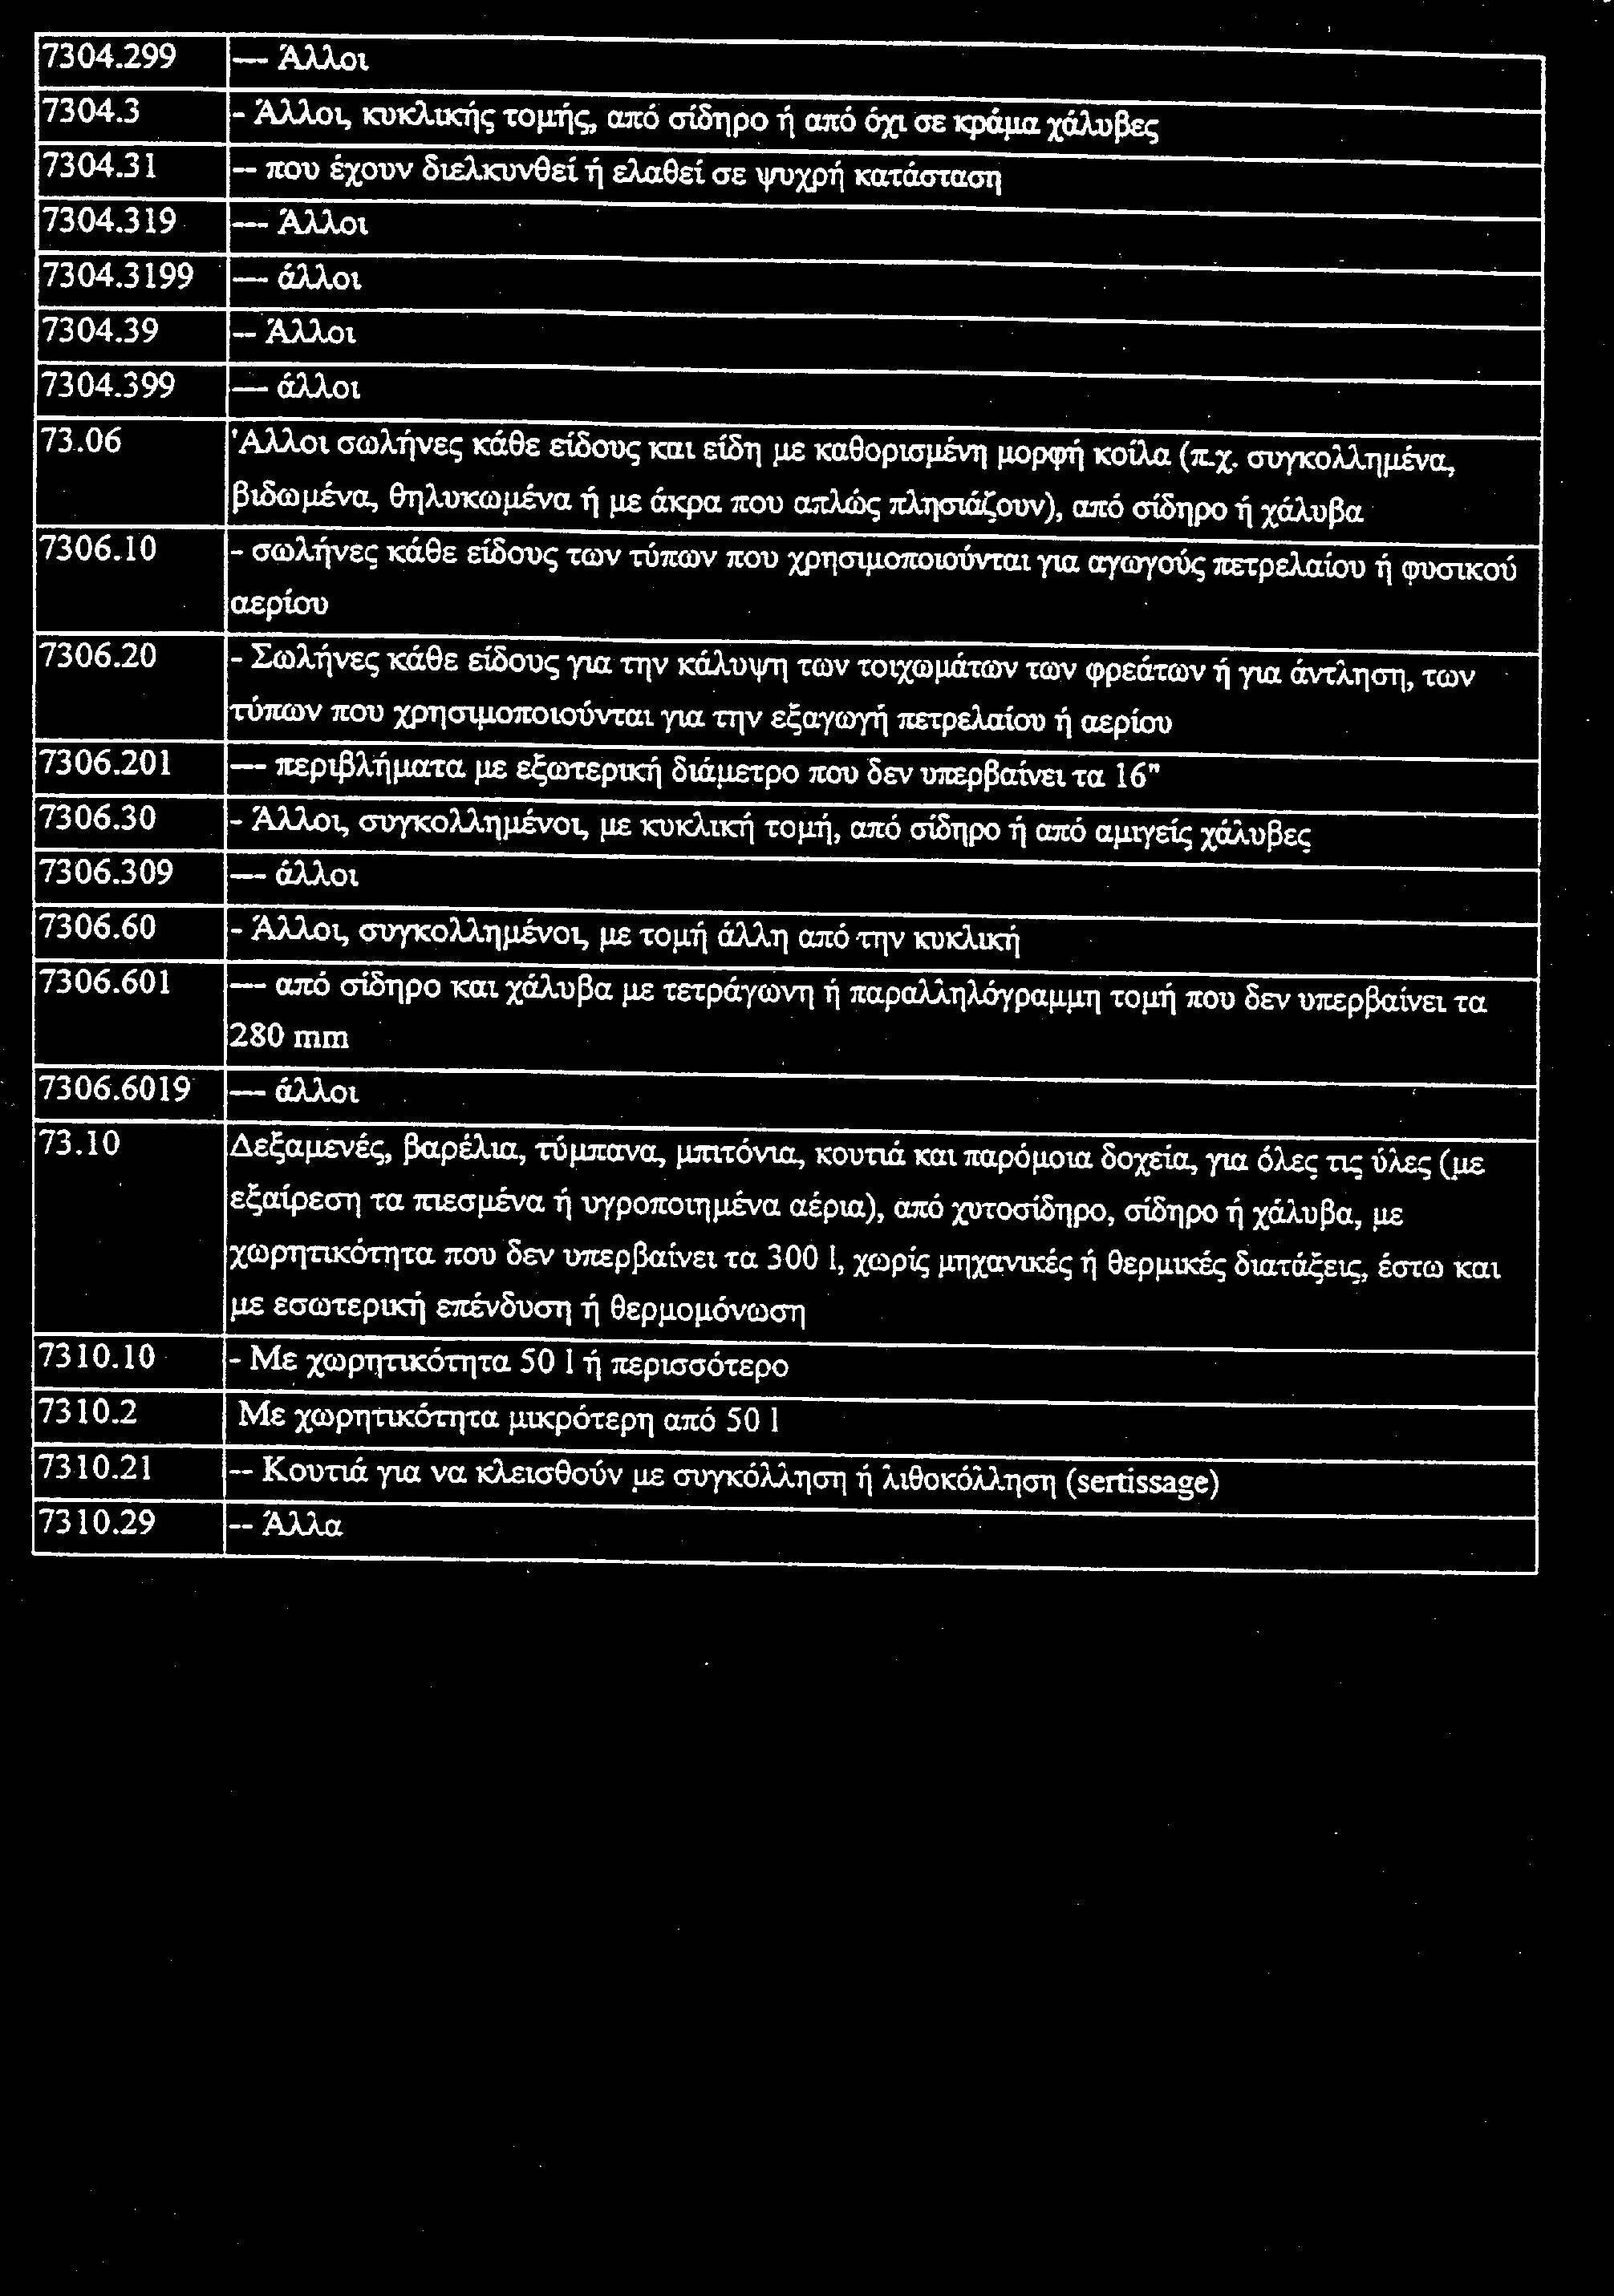 7304.299 — Άλλοι
7304.3 - Άλλοι, κυκλικής τομής, από σίδηρο ή από όχι σε κράμα χάλυβες
7304.31 -- που έχουν διελκυνθεί ή ελαθεί σε ψυχρή κατάσταση
7304.319 --- Άλλοι
7304.3199 — άλλοι
7304.39 -- Άλλοι
7304.399 — άλλοι
73.06 'Αλλοι σωλήνες κάθε είδους και είδη με καθορισμένη μορφή κοίλα (π.χ. συγκολλημένα,
βιδωμένα, θηλυκωμένα ή με άκρα που απλώς πλησιάζουν), από σίδηρο ή χάλυβα
7306.10 - σωλήνες κάθε είδους των τύπων που χρησιμοποιούνται για αγωγούς πετρελαίου ή φυσικού
αερίου
7306.20 - Σωλήνες κάθε είδους για την κάλυψη των τοιχωμάτων των φρεάτων ή για άντληση, των
τύπων που χρησιμοποιούνται για την εξαγωγή πετρελαίου ή αερίου
7306.201 — περιβλήματα με εξωτερική διάμετρο που δεν υπερβαίνει τα 16"
7306.30 - Άλλοι, συγκολλημένοι, με κυκλική τομή, από σίδηρο ή από αμιγείς χάλυβες
7306.309 — άλλοι
7306.60 - Άλλοι, συγκολλημένοι, με τομή άλλη από την κυκλική
7306.601 — από σίδηρο και χάλυβα με τετράγωνη ή παραλληλόγραμμη τομή που δεν υπερβαίνει τα
280 mm
7306.6019 — άλλοι
73.10 Δεξαμενές, βαρέλια, τύμπανα, μπιτόνια, κουτιά και παρόμοια δοχεία, για όλες τις ύλες (με
εξαίρεση τα πιεσμένα ή υγροποιημένα αέρια), από χυτοσίδηρο, σίδηρο ή χάλυβα, με
χωρητικότητα που δεν υπερβαίνει τα 300 l, χωρίς μηχανικές ή θερμικές διατάξεις, έστω και
με εσωτερική επένδυση ή θερμομόνωση
7310.10 - Με χωρητικότητα 50 l ή περισσότερο
7310.2 Με χωρητικότητα μικρότερη από 50 l
7310.21 -- Κουτιά για να κλεισθούν με συγκόλληση ή λιθοκόλληση (sertissage)
7310.29 -- Άλλα